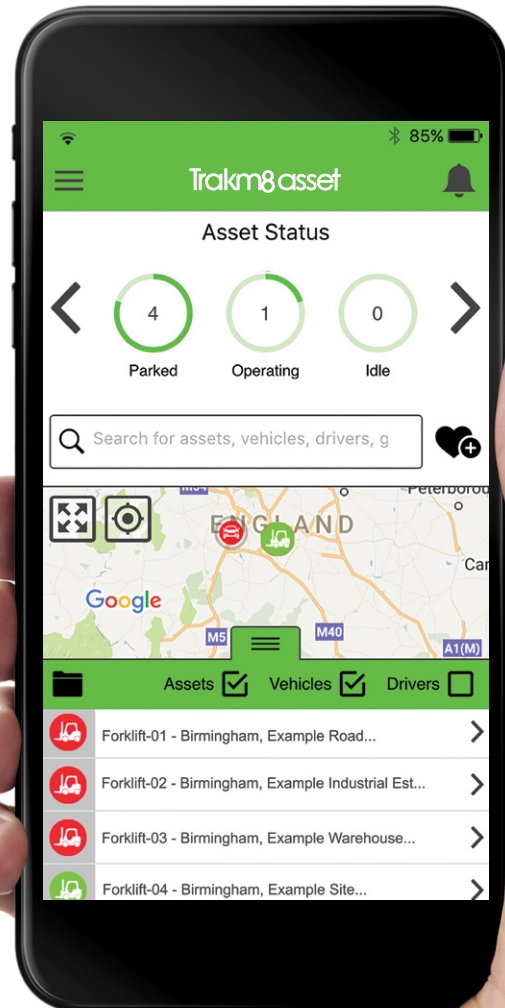 85%
Trakm8 asset
Asset Status
4 1 0
Parked Operating Idle
Search for assets, vehicles, drivers, g
Peterborou
ENGLAND
Car
Google
M5 M40
A1(M)
Assets Vehicles Drivers
Forklift-01 - Birmingham, Example Road...
Forklift-02 - Birmingham, Example Industrial Est...
Forklift-03 - Birmingham, Example Warehouse...
Forklift-04 - Birmingham, Example Site...